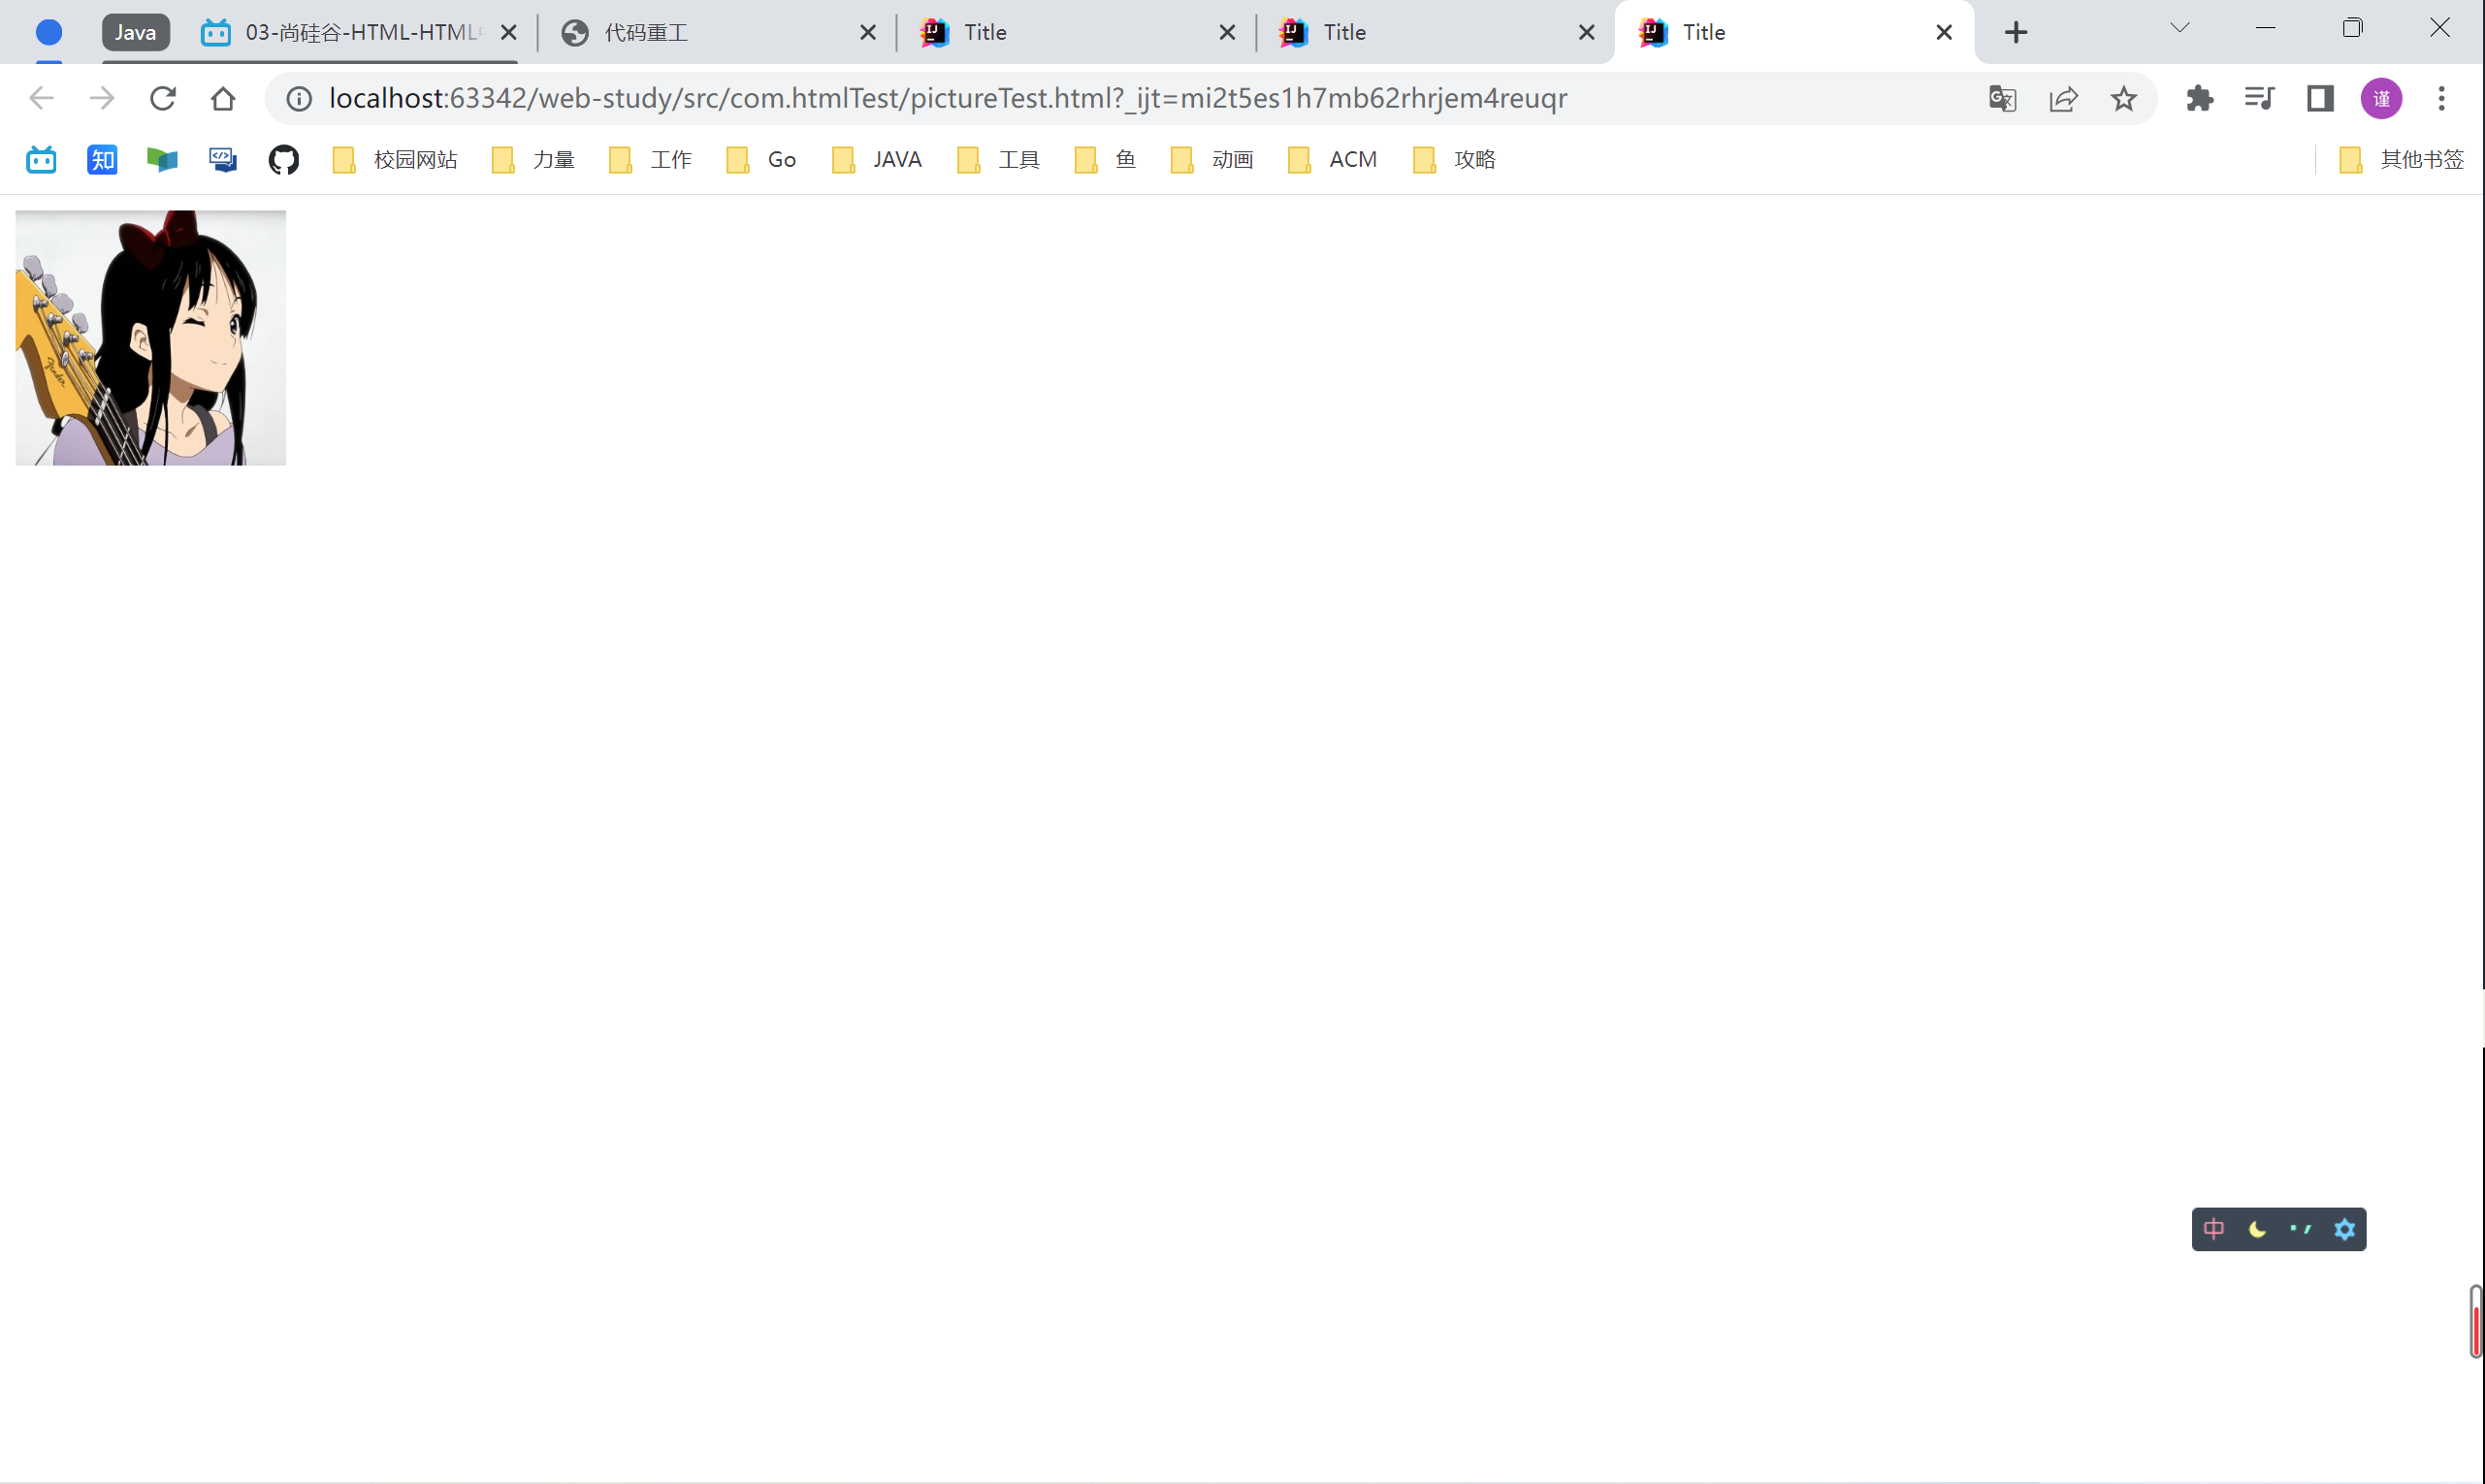 Java 03-尚硅谷-HTML-HTML 代码重工 Title Title Title
localhost:63342/web-study/src/com.htmlTest/pictureTest.html?_ijt=mi2t5es1h7mb62rhrjem4reuqr 谨
知 校园网站 力量 工作 Go JAVA 工具 鱼 动画 ACM 攻略 其他书签
Fender
中